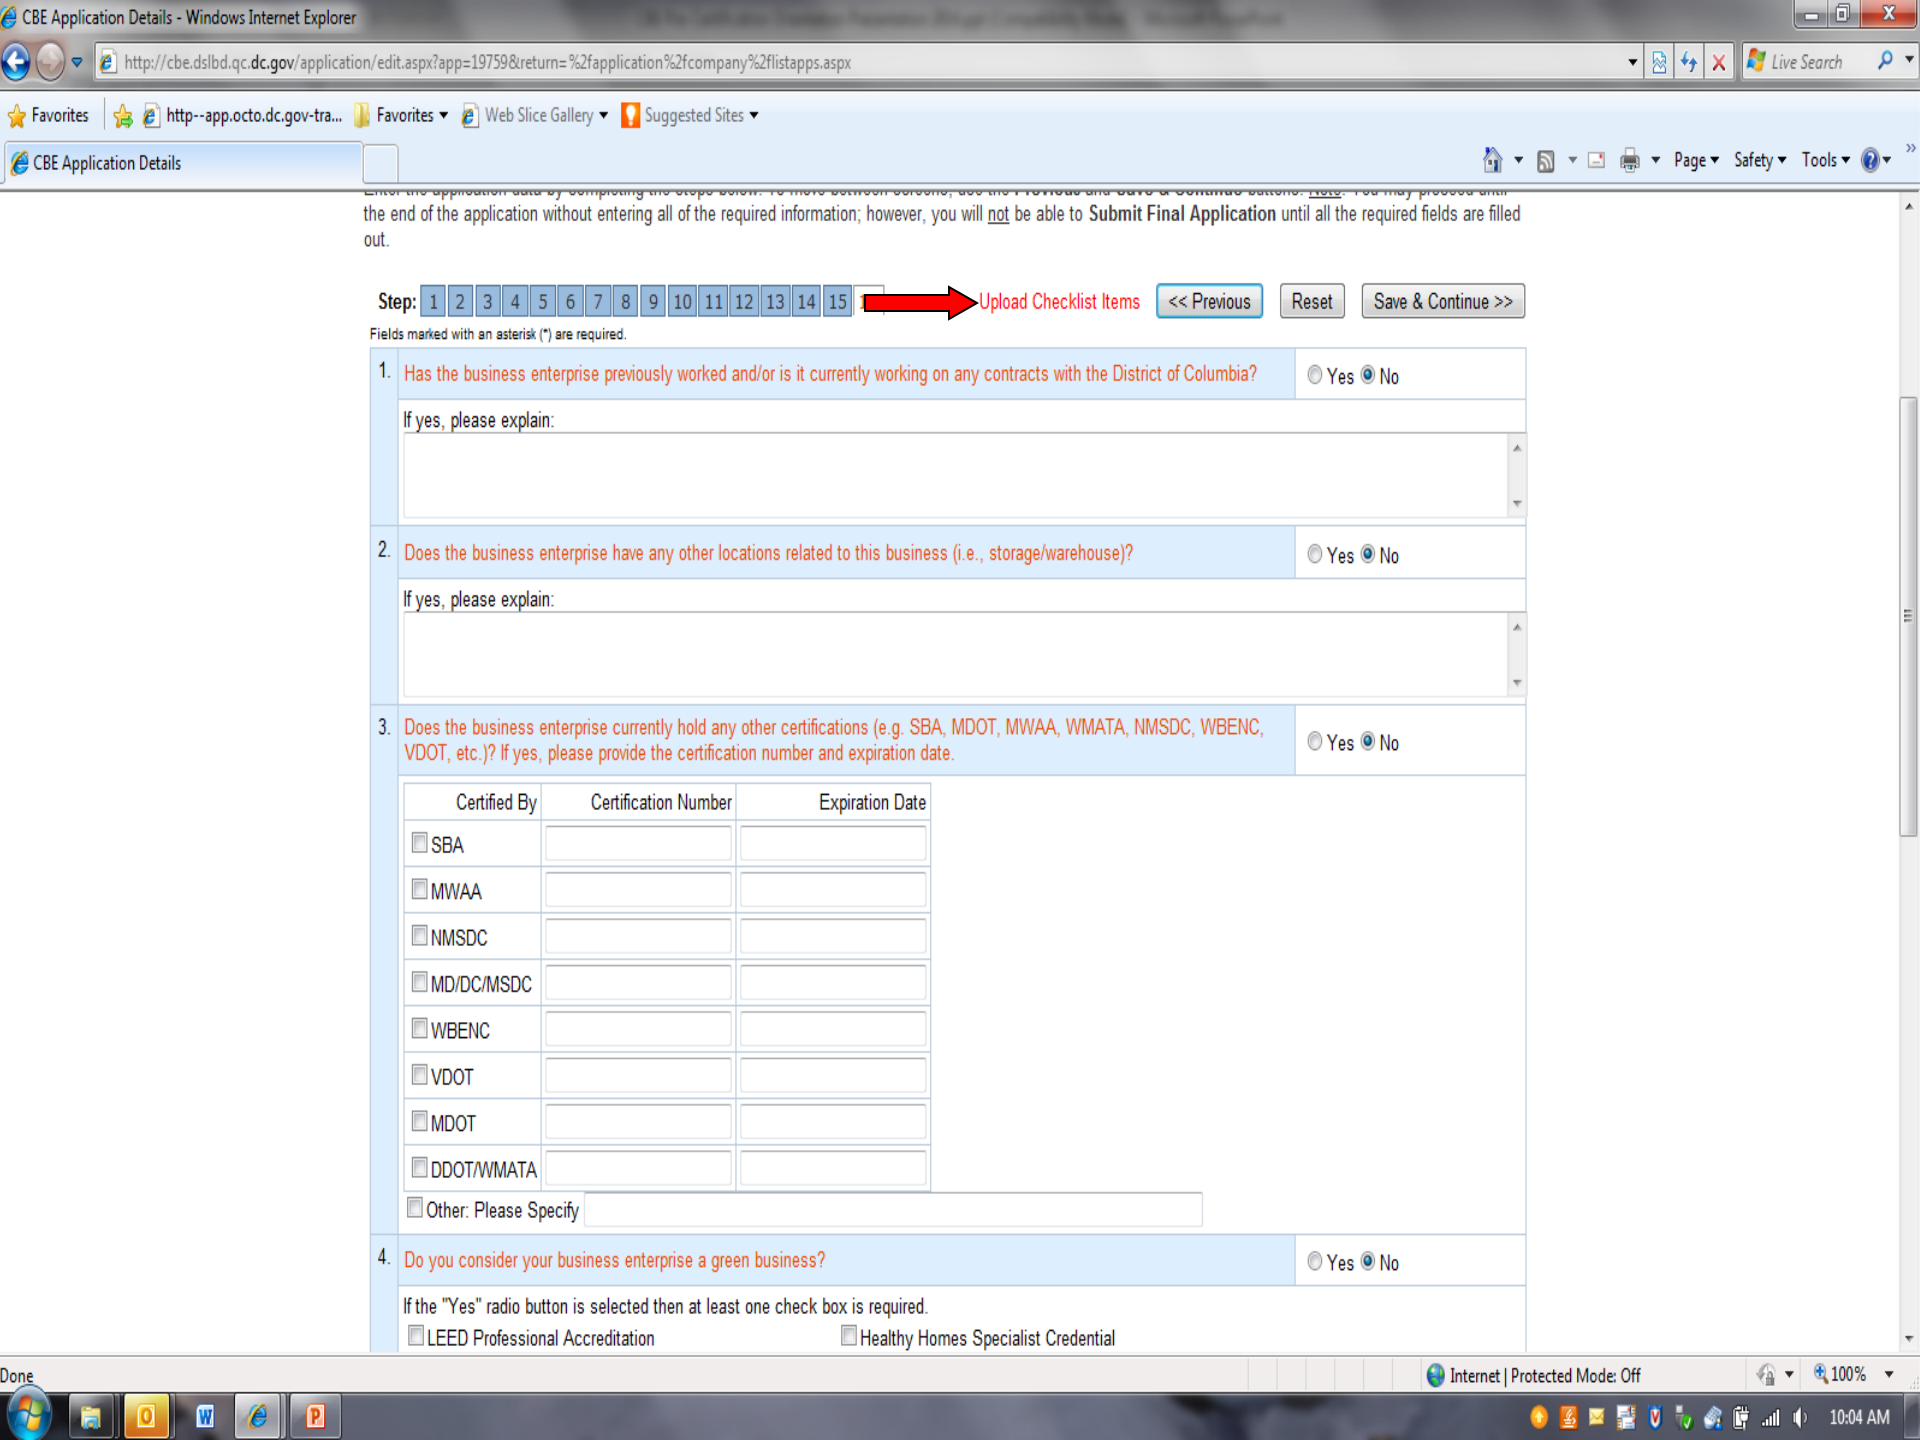 CBE Application Details - Windows Internet Explorer
http://cbe.dslbd.qc.dc.gov/application/edit.aspx?app=19759&return=%2fapplication%2fcompany%2flistapps.aspx
Live Search
Favorites
http--app.octo.dc.gov-tra...
Favorites
Web Slice Gallery
Suggested Sites
CBE Application Details
Page
Safety
Tools
the end of the application without entering all of the required information; however, you will not be able to Submit Final Application until all the required fields are filled
out.
Step: 1 2 3 4 5 6 7 8 9 10 11 12 13 14 15
Upload Checklist Items
<< Previous
Reset
Save & Continue >>
Fields marked with an asterisk (*) are required.
1. Has the business enterprise previously worked and/or is it currently working on any contracts with the District of Columbia? Yes No
If yes, please explain:
2. Does the business enterprise have any other locations related to this business (i.e., storage/warehouse)? Yes No
If yes, please explain:
3. Does the business enterprise currently hold any other certifications (e.g. SBA, MDOT, MWAA, WMATA, NMSDC, WBENC,
VDOT, etc.)? If yes, please provide the certification number and expiration date. Yes No
Certified By Certification Number Expiration Date
SBA
MWAA
NMSDC
MD/DC/MSDC
WBENC
VDOT
MDOT
DDOT/WMATA
Other: Please Specify
4. Do you consider your business enterprise a green business? Yes No
If the "Yes" radio button is selected then at least one check box is required.
LEED Professional Accreditation Healthy Homes Specialist Credential
Done
Internet | Protected Mode: Off
100%
10:04 AM